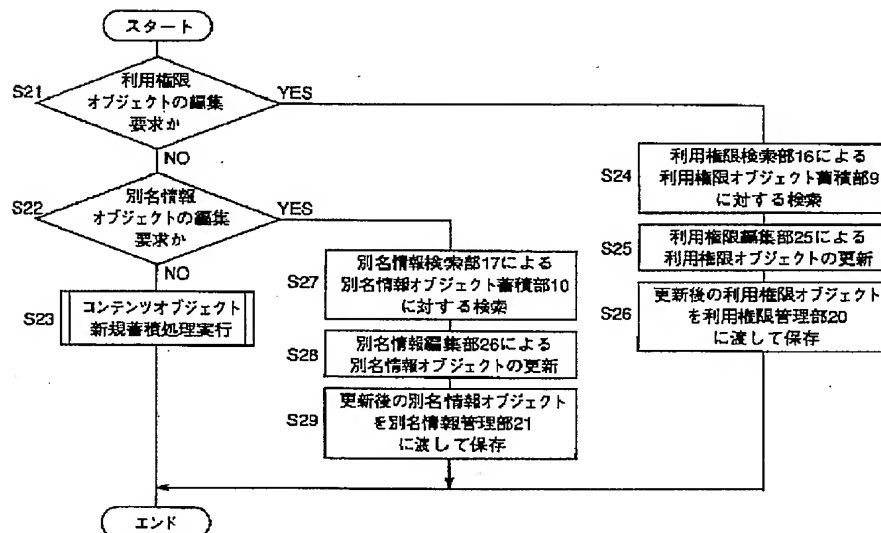 スタート
S21
利用権限
オブジェクトの編集
要求か
YES
NO
S22
別名情報
オブジェクトの編集
要求か
YES
NO
S23
コンテンツオブジェクト
新規蓄積処理実行
S27
別名情報検索部17による
別名情報オブジェクト蓄積部10
に対する検索
S28
別名情報編集部26による
別名情報オブジェクトの更新
S29
更新後の別名情報オブジェクト
を別名情報管理部21
に渡して保存
S24
利用権限検索部16による
利用権限オブジェクト蓄積部9
に対する検索
S25
利用権限編集部25による
利用権限オブジェクトの更新
S26
更新後の利用権限オブジェクト
を利用権限管理部20
に渡して保存
エンド